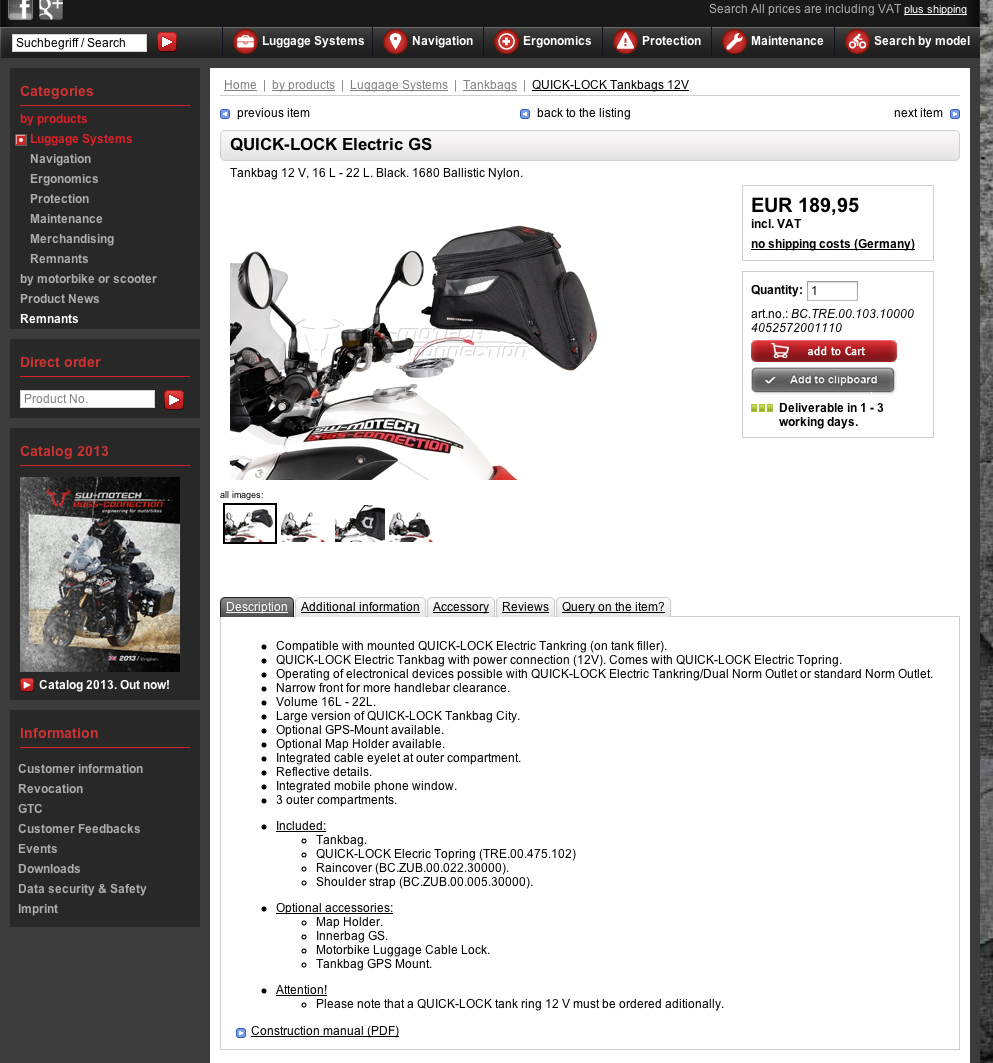 Search All prices are including VAT plus shipping
Suchbegriff / Search
Luggage Systems
Navigation
Ergonomics
Protection
Maintenance
Search by model
Categories
by products
Luggage Systems
Navigation
Ergonomics
Protection
Maintenance
Merchandising
Remnants
by motorbike or scooter
Product News
Remnants
Direct order
Product No.
Catalog 2013
SW-MOTECH
BAGS-CONNECTION
engineering for motorbikes
2013 / English
Catalog 2013. Out now!
Information
Customer information
Revocation
GTC
Customer Feedbacks
Events
Downloads
Data security & Safety
Imprint
Home | by products | Luggage Systems | Tankbags | QUICK-LOCK Tankbags 12V
previous item
back to the listing
next item
QUICK-LOCK Electric GS
Tankbag 12 V, 16 L - 22 L. Black. 1680 Ballistic Nylon.
SW-MOTECH
BAGS-CONNECTION
SW-MOTECH
BAGS-CONNECTION
EUR 189,95
incl. VAT
no shipping costs (Germany)
Quantity: 1
art.no.: BC.TRE.00.103.10000
4052572001110
add to Cart
Add to clipboard
Deliverable in 1 - 3
working days.
all images:
Description
Additional information
Accessory
Reviews
Query on the item?
Compatible with mounted QUICK-LOCK Electric Tankring (on tank filler).
QUICK-LOCK Electric Tankbag with power connection (12V). Comes with QUICK-LOCK Electric Topring.
Operating of electronical devices possible with QUICK-LOCK Electric Tankring/Dual Norm Outlet or standard Norm Outlet.
Narrow front for more handlebar clearance.
Volume 16L - 22L.
Large version of QUICK-LOCK Tankbag City.
Optional GPS-Mount available.
Optional Map Holder available.
Integrated cable eyelet at outer compartment.
Reflective details.
Integrated mobile phone window.
3 outer compartments.
Included:
Tankbag.
QUICK-LOCK Elecric Topring (TRE.00.475.102)
Raincover (BC.ZUB.00.022.30000).
Shoulder strap (BC.ZUB.00.005.30000).
Optional accessories:
Map Holder.
Innerbag GS.
Motorbike Luggage Cable Lock.
Tankbag GPS Mount.
Attention!
Please note that a QUICK-LOCK tank ring 12 V must be ordered aditionally.
Construction manual (PDF)